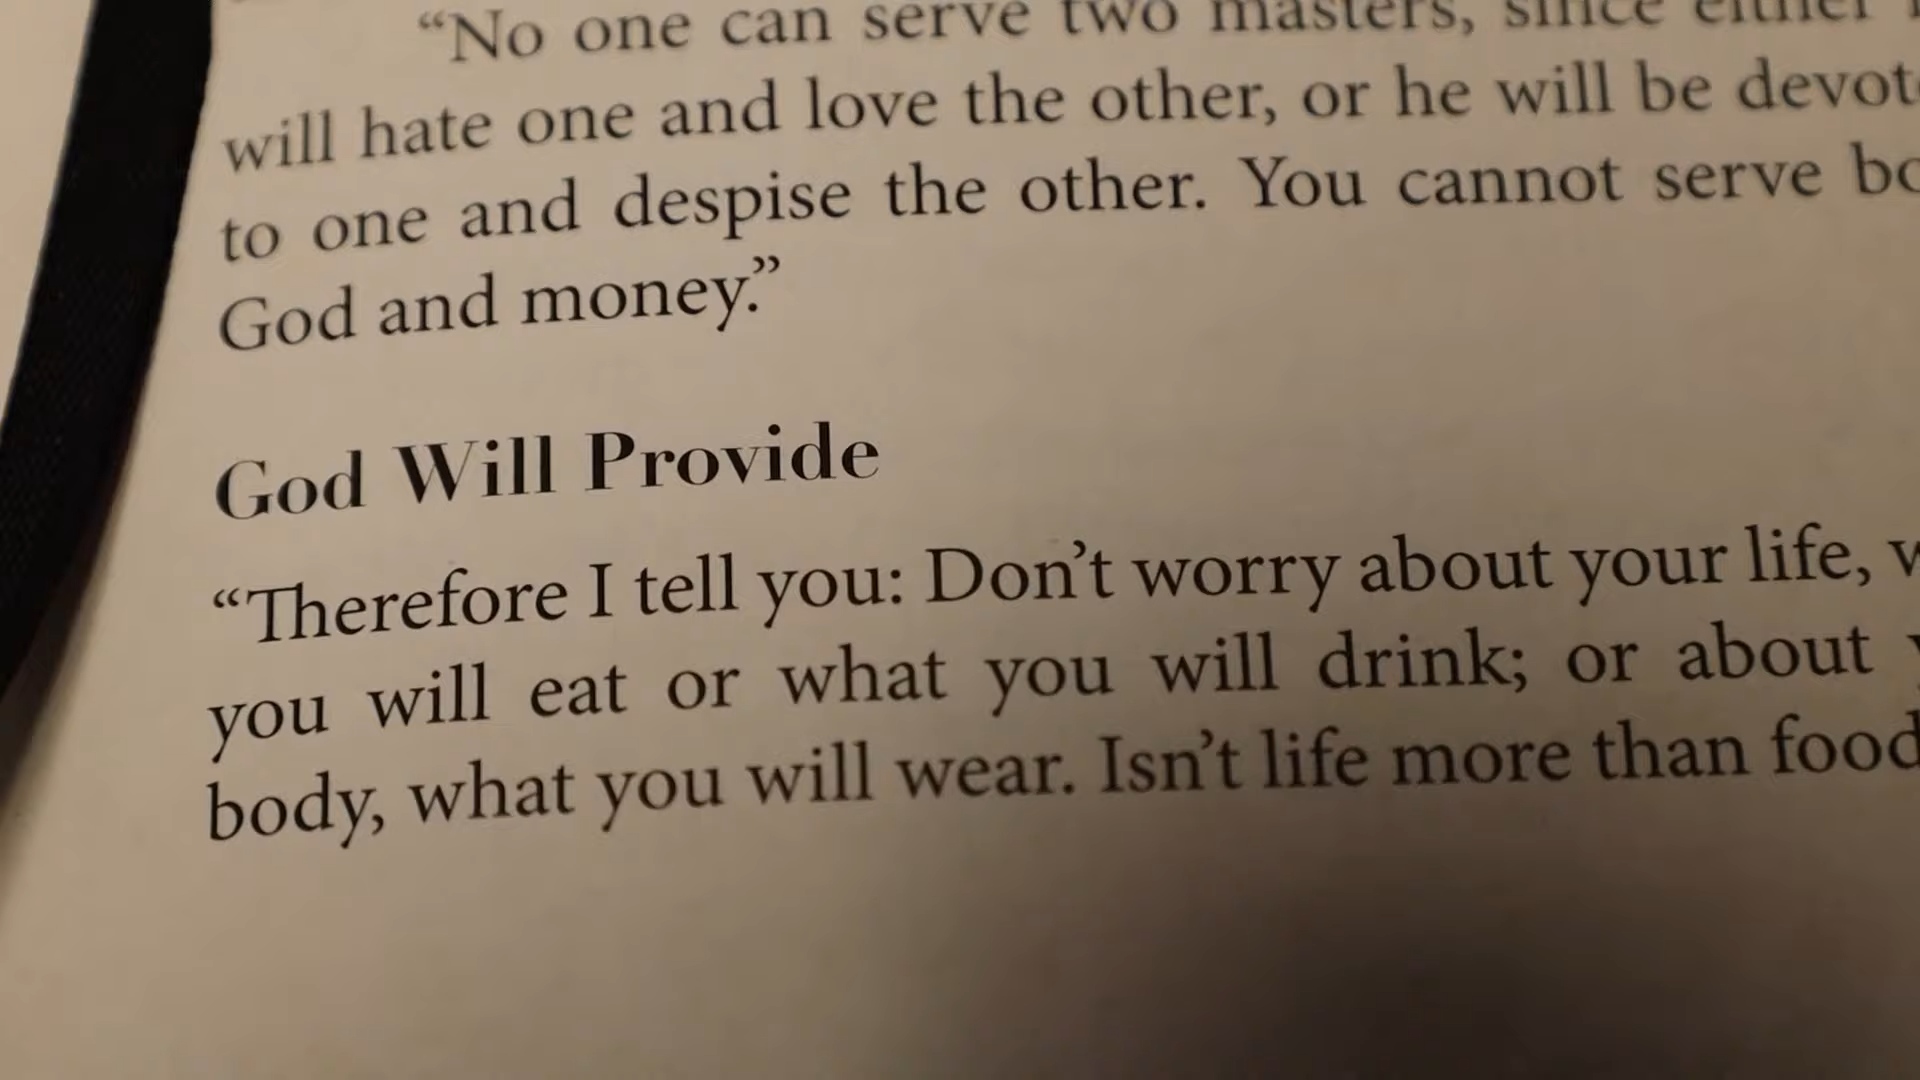 “No one can serve two masters, since either
will hate one and love the other, or he will be
to one and despise the other. You cannot serve
God and money.”
God Will Provide
“Therefore I tell you: Don’t worry about your life,
you will eat or what you will drink; or about
body, what you will wear. Isn’t life more than food